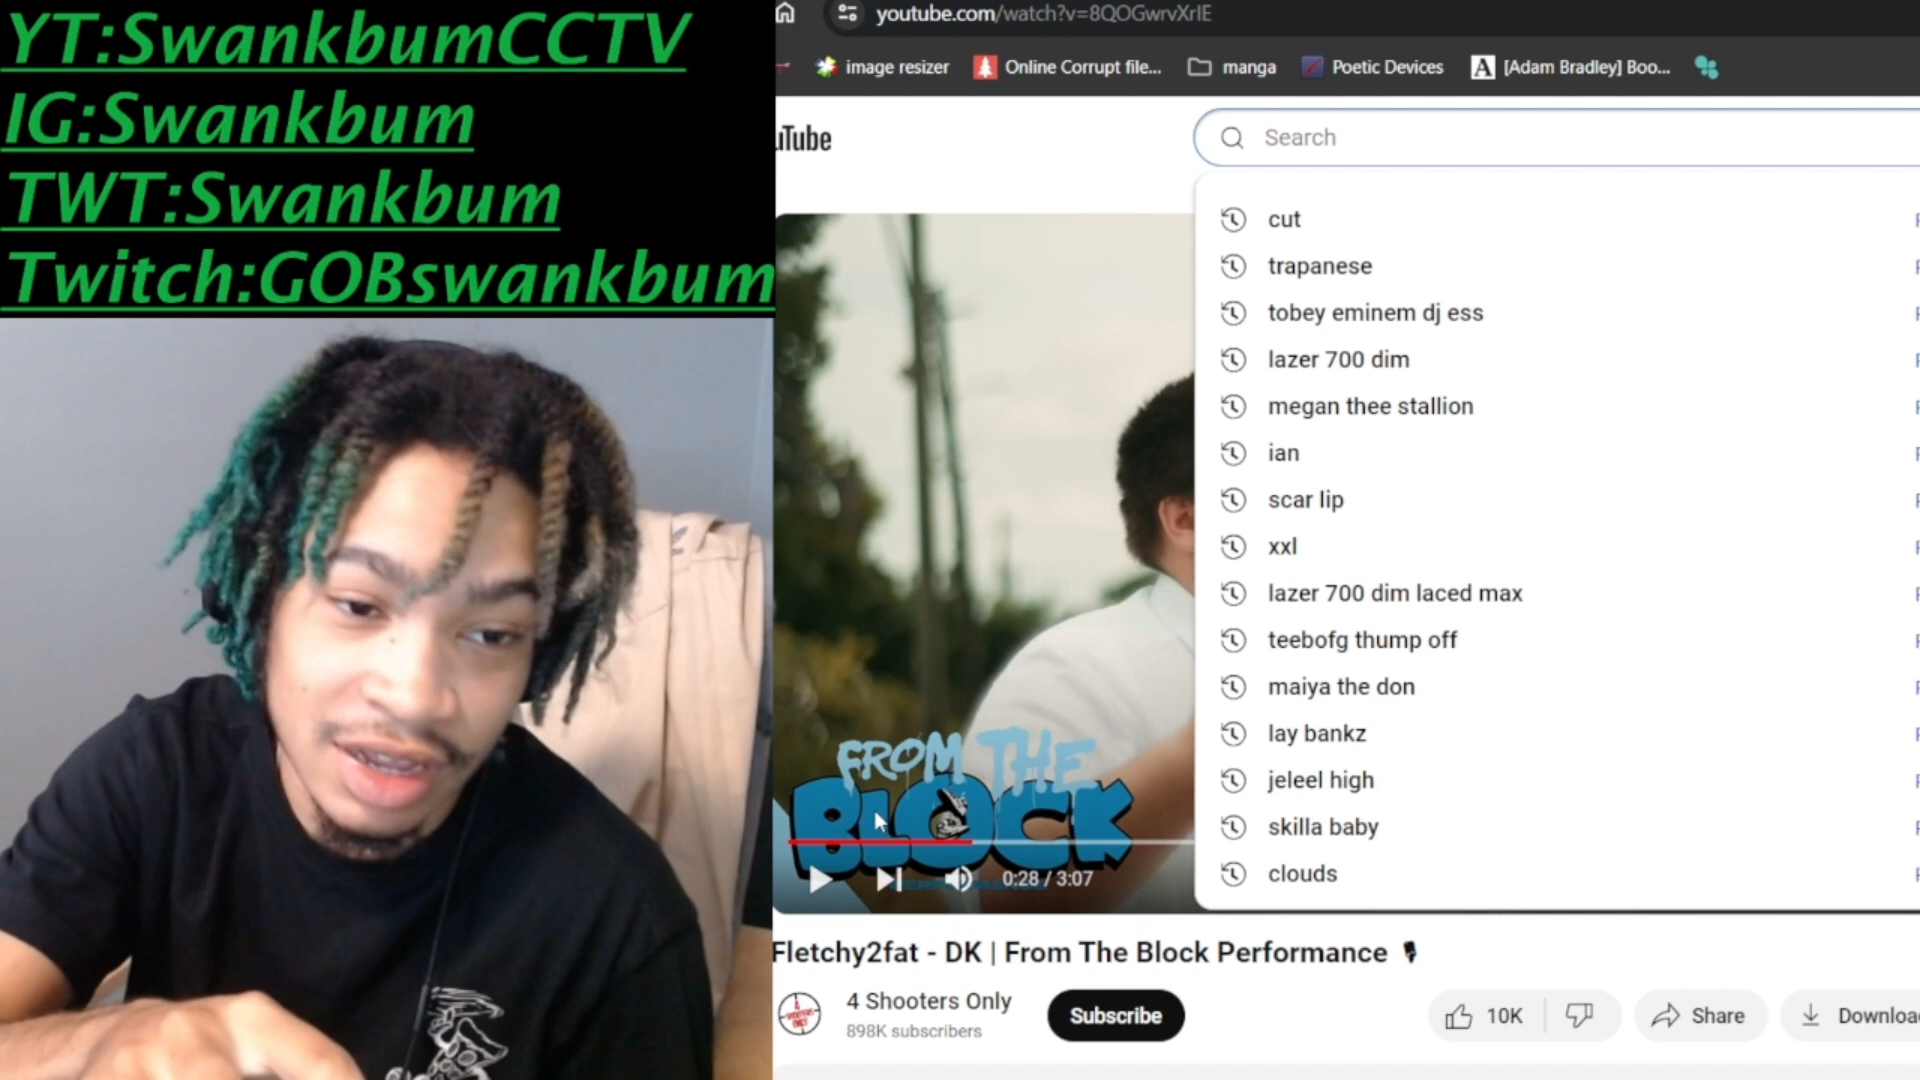 YT:SwankbumCCTV
IG:Swankbum
TWT:Swankbum
Twitch:GOBswankbum
youtube.com/watch?v=8QOGwrvXrlE
image resizer
Online Corrupt file...
manga
Poetic Devices
[Adam Bradley] Boo...
uTube
Search
cut
trapanese
tobey eminem dj ess
lazer 700 dim
megan thee stallion
ian
scar lip
xxl
lazer 700 dim laced max
teebofg thump off
maiya the don
lay bankz
jeleel high
skilla baby
clouds
FROM THE
BLOCK
0:28 / 3:07
Fletchy2fat - DK | From The Block Performance
4 Shooters Only
898K subscribers
Subscribe
10K
Share
Downloa